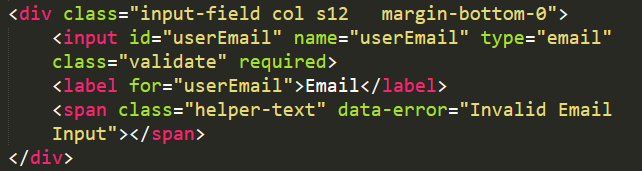 <div class="input-field col s12   margin-bottom-0">
    <input id="userEmail" name="userEmail" type="email"
    class="validate" required>
    <label for="userEmail">Email</label>
    <span class="helper-text" data-error="Invalid Email
    Input"></span>
</div>